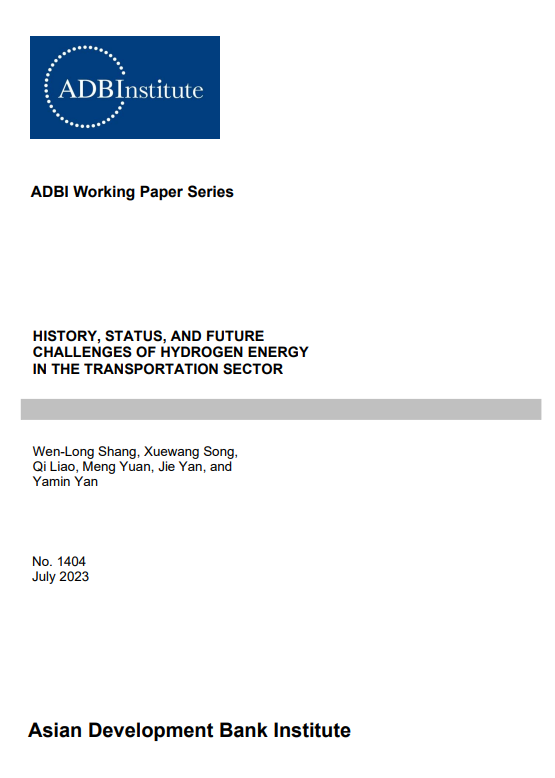 ADBInstitute
ADBI Working Paper Series
HISTORY, STATUS, AND FUTURE
CHALLENGES OF HYDROGEN ENERGY
IN THE TRANSPORTATION SECTOR
Wen-Long Shang, Xuewang Song,
Qi Liao, Meng Yuan, Jie Yan, and
Yamin Yan
No. 1404
July 2023
Asian Development Bank Institute